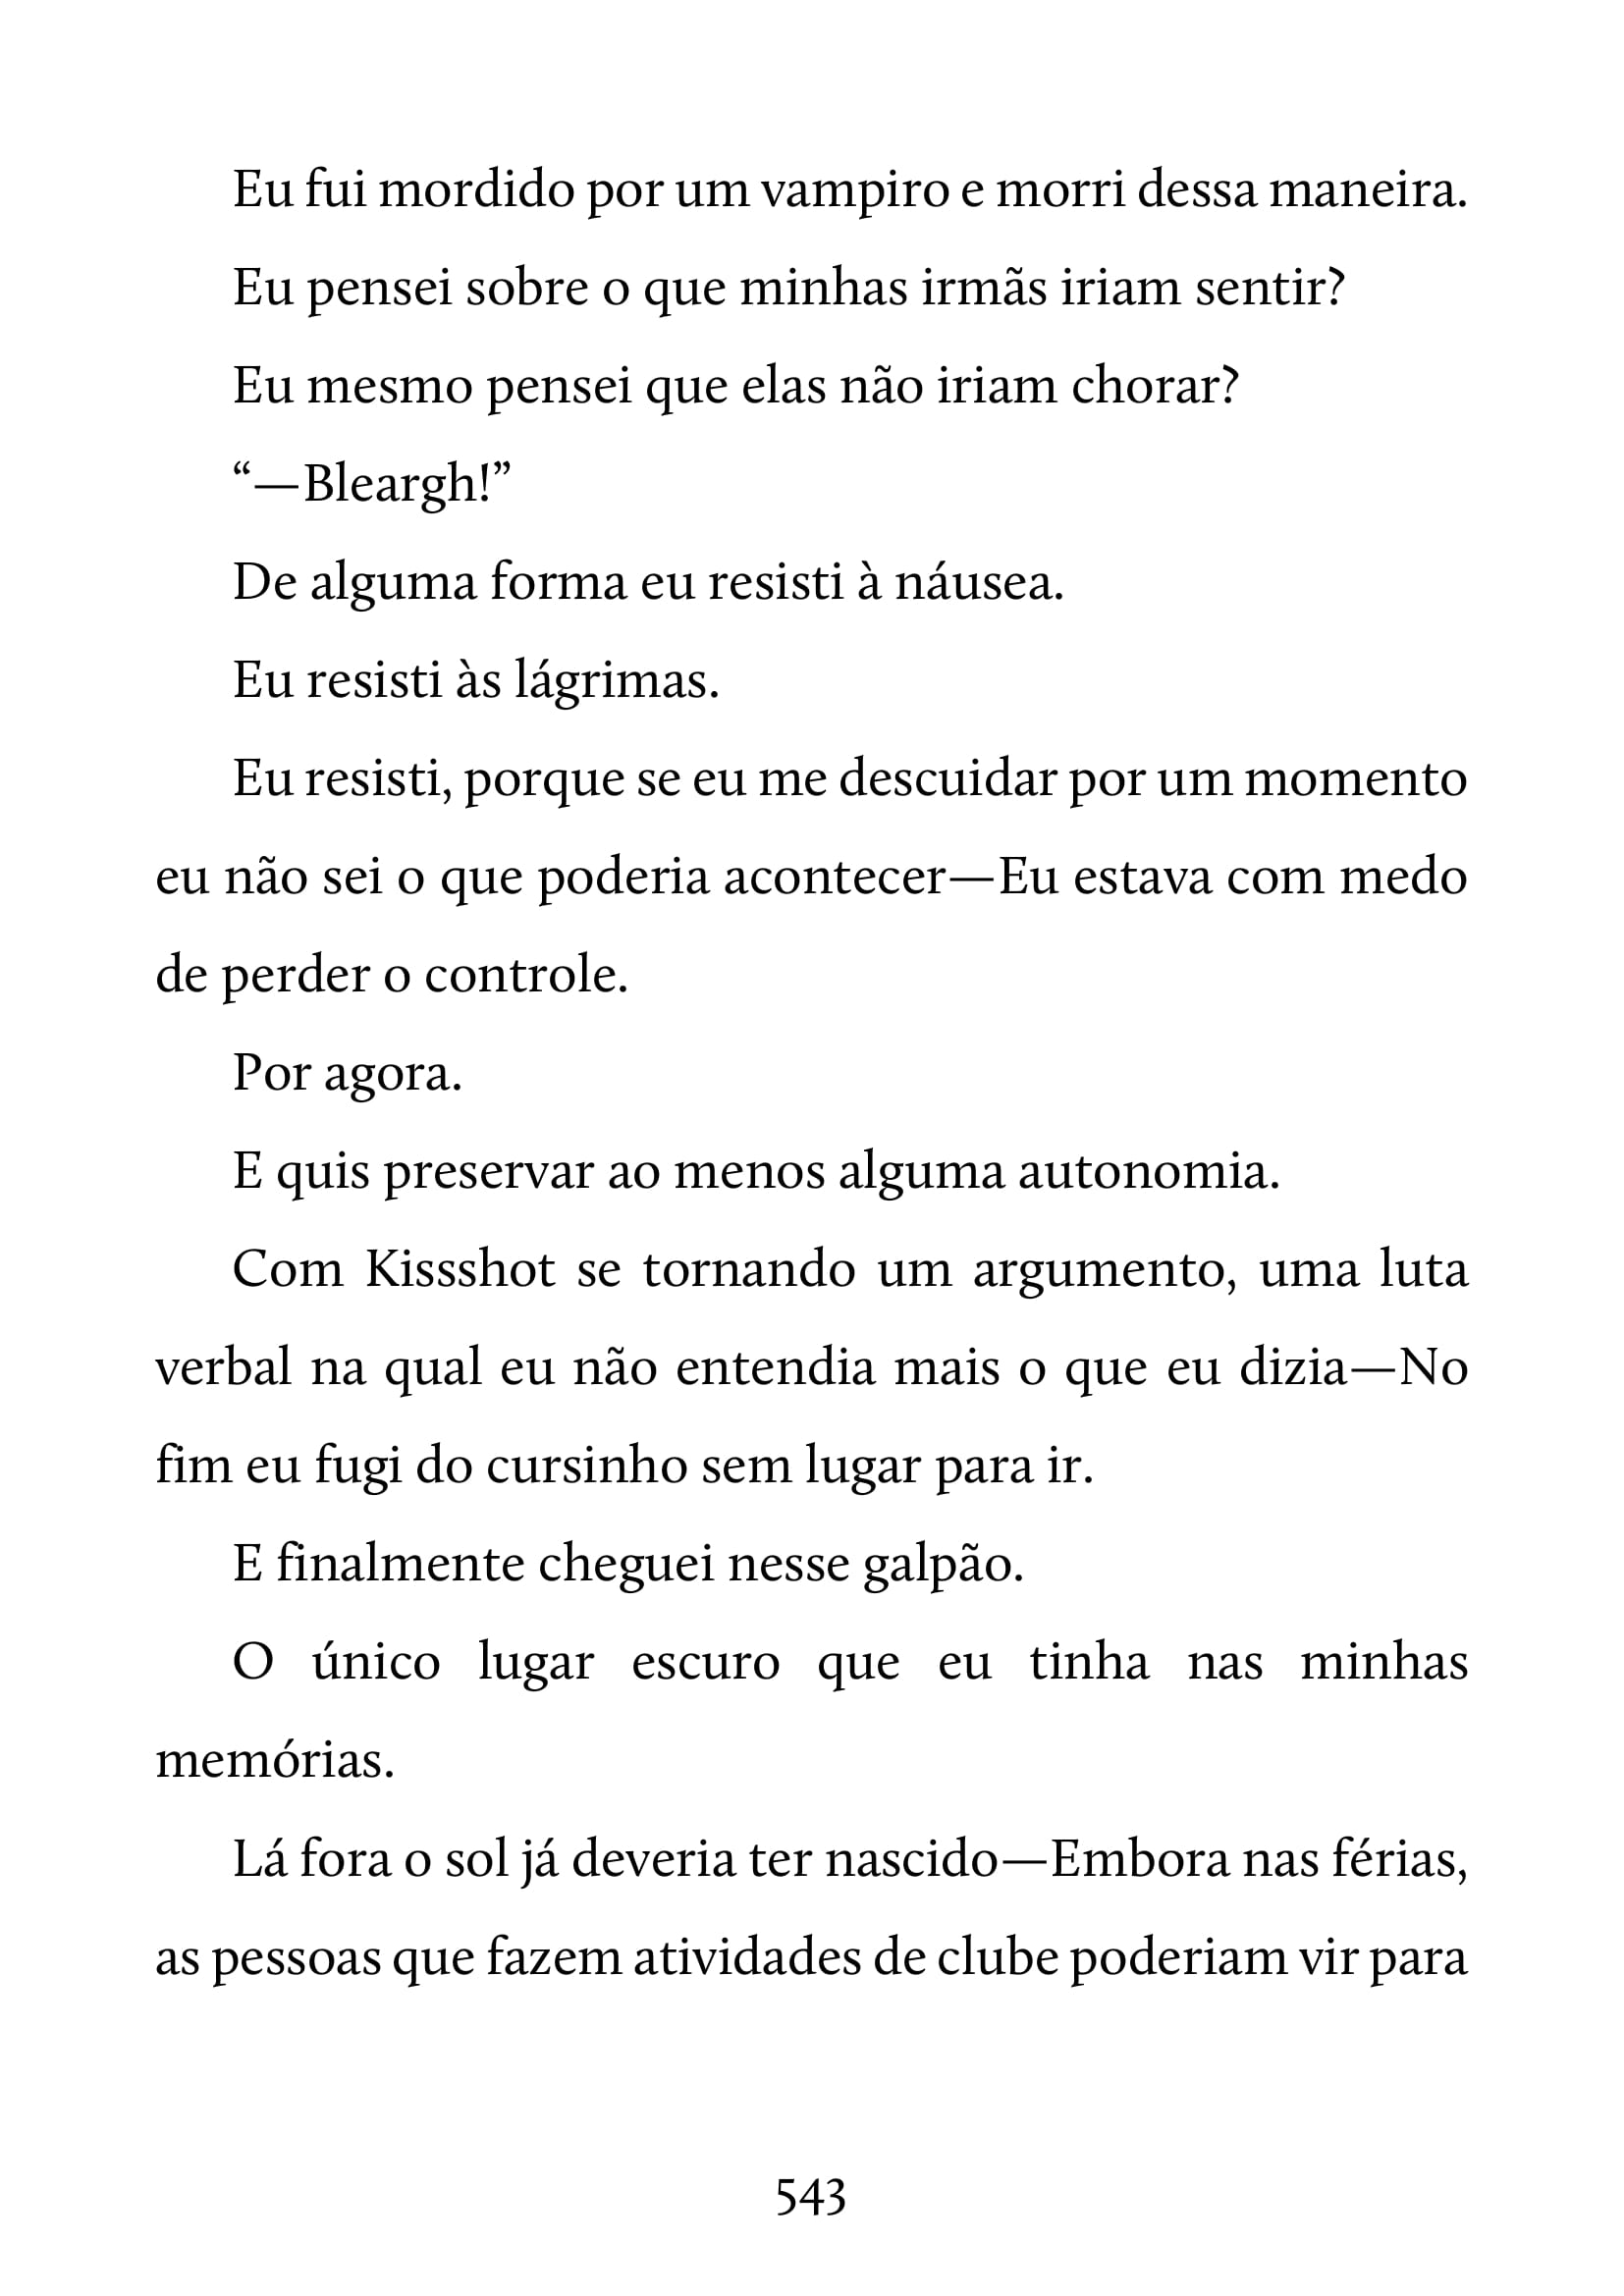 Eu fui mordido por um vampiro e morri dessa maneira.
Eu pensei sobre o que minhas irmãs iriam sentir?
Eu mesmo pensei que elas não iriam chorar?
“—Bleargh!”
De alguma forma eu resisti à náusea.
Eu resisti às lágrimas.
Eu resisti, porque se eu me descuidar por um momento
eu não sei o que poderia acontecer—Eu estava com medo
de perder o controle.
Por agora.
E quis preservar ao menos alguma autonomia.
Com Kissshot se tornando um argumento, uma luta
verbal na qual eu não entendia mais o que eu dizia—No
fim eu fugi do cursinho sem lugar para ir.
E finalmente cheguei nesse galpão.
O único lugar escuro que eu tinha nas minhas
memórias.
Lá fora o sol já deveria ter nascido—Embora nas férias,
as pessoas que fazem atividades de clube poderiam vir para
543